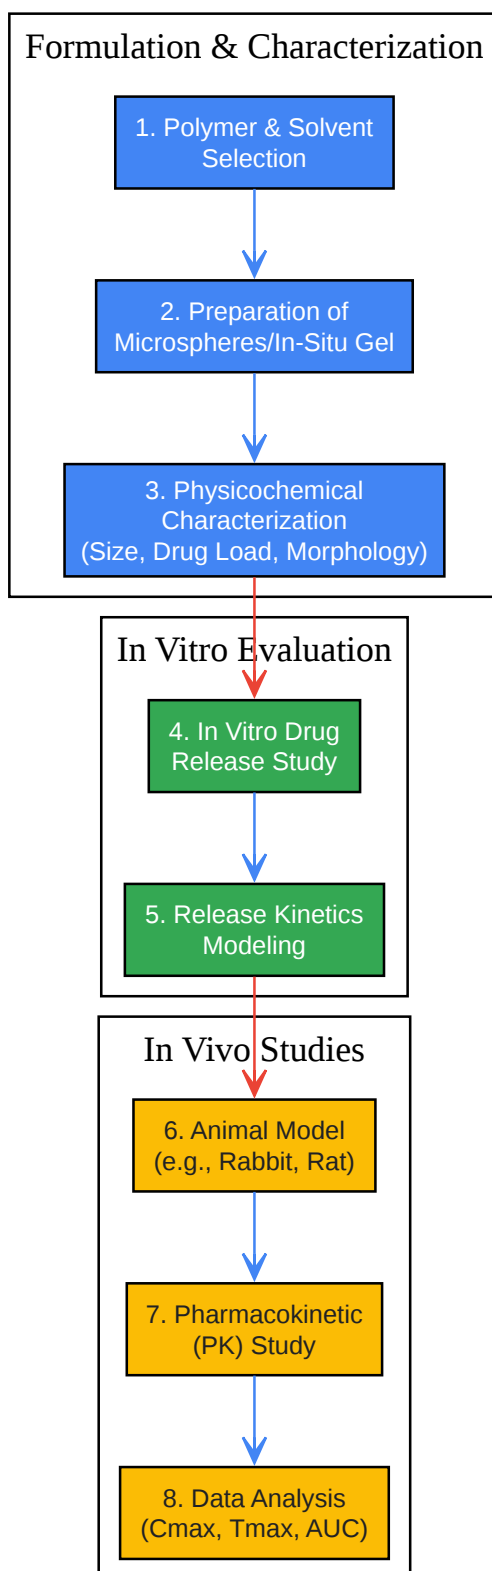 Formulation & Characterization
1. Polymer & Solvent
Selection
2. Preparation of
Microspheres/In-Situ Gel
3. Physicochemical
Characterization
(Size, Drug Load, Morphology)
In Vitro Evaluation
4. In Vitro Drug
Release Study
5. Release Kinetics
Modeling
In Vivo Studies
6. Animal Model
(e.g., Rabbit, Rat)
7. Pharmacokinetic
(PK) Study
8. Data Analysis
(Cmax, Tmax, AUC)